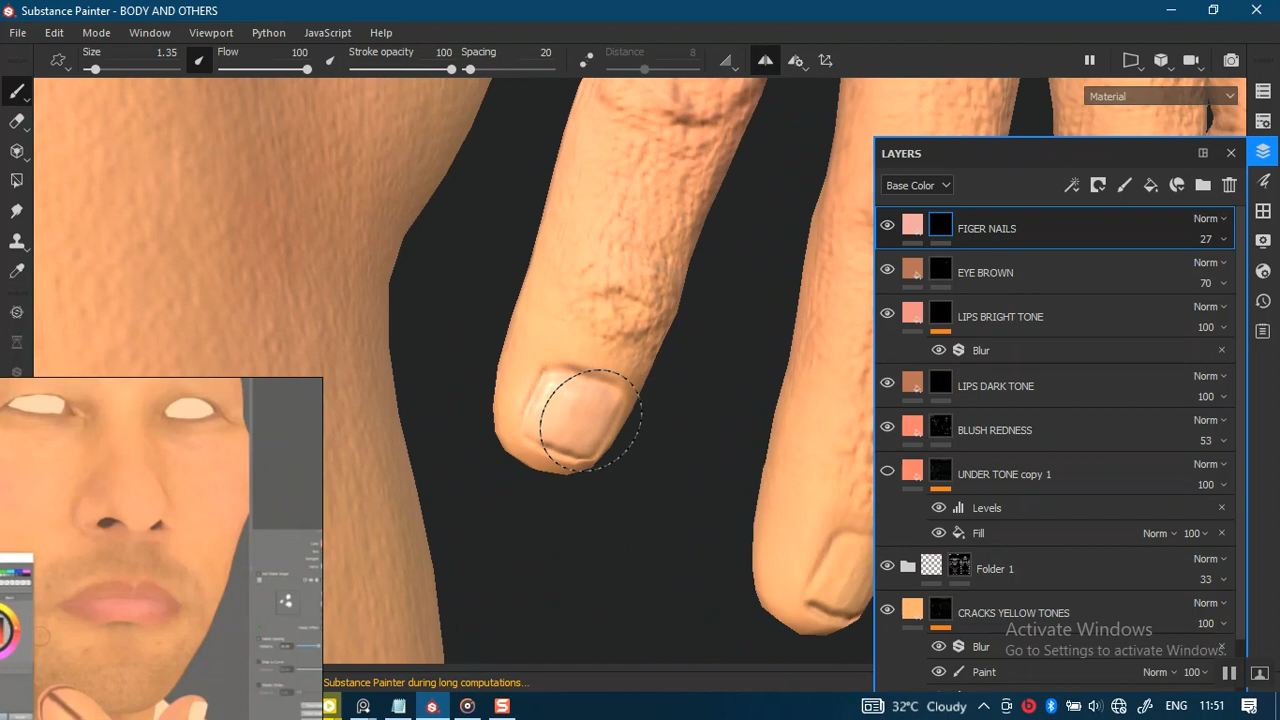 Substance Painter - BODY AND OTHERS
File Edit Mode Window Viewport Python JavaScript Help
Size 1.35 Flow 100 Stroke opacity 100 Spacing 20 Distance 8
Material
LAYERS
Base Color
FIGER NAILS Norm 27
EYE BROWN Norm 70
LIPS BRIGHT TONE Norm 100
Blur
LIPS DARK TONE Norm 100
BLUSH REDNESS Norm 53
UNDER TONE copy 1 Norm 100
Levels
Fill Norm 100
Folder 1 Norm 33
CRACKS YELLOW TONES Norm 100
Blur
Paint Norm 100
Activate Windows
Go to Settings to activate Windows.
Substance Painter during long computations...
32°C Cloudy ENG 11:51